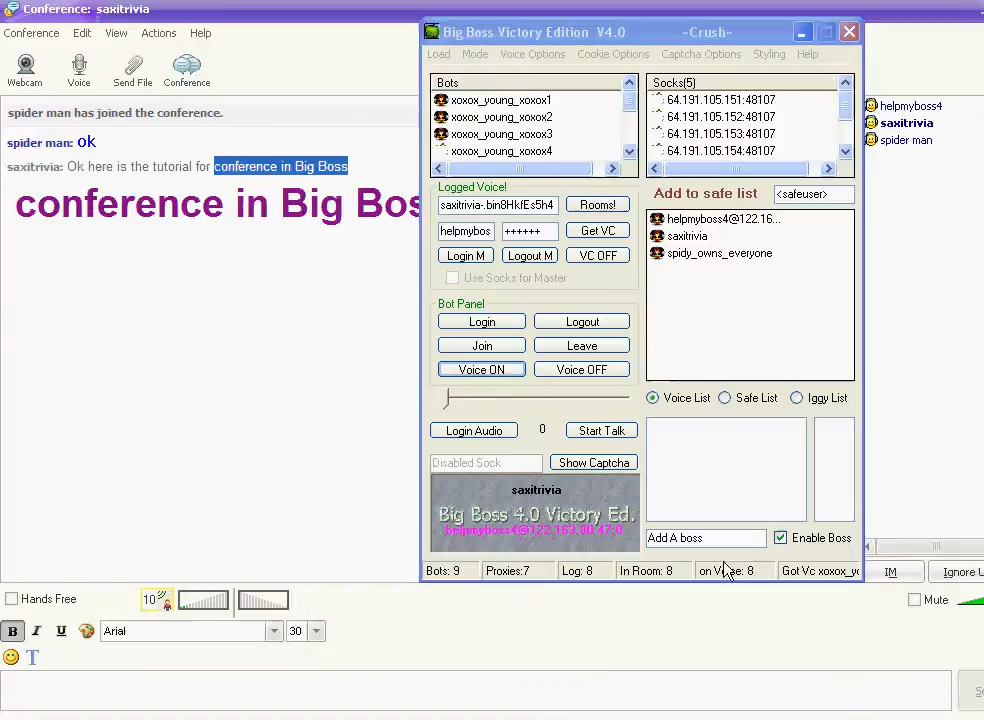 Conference: saxitrivia
Conference Edit View Actions Help
Webcam Voice Send File Conference
spider man has joined the conference.
spider man: ok
saxitrivia: Ok here is the tutorial for conference in Big Boss
conference in Big Bos
Big Boss Victory Edition V4.0 -Crush-
Load Mode Voice Options Cookie Options Captcha Options Styling Help
Bots
xoxox_young_xoxox1
xoxox_young_xoxox2
xoxox_young_xoxox3
xoxox_young_xoxox4
Socks(5)
64.191.105.151:48107
64.191.105.152:48107
64.191.105.153:48107
64.191.105.154:48107
Logged Voice!
saxitrivia-.bin8HkfEs5h4 Rooms!
helpmybos ++++++ Get VC
Login M Logout M VC OFF
Use Socks for Master
Add to safe list <safeuser>
helpmyboss4@122.16...
saxitrivia
spidy_owns_everyone
Bot Panel
Login Logout
Join Leave
Voice ON Voice OFF
Login Audio 0 Start Talk
Disabled Sock Show Captcha
saxitrivia
Big Boss 4.0 Victory Ed.
Voice List Safe List Iggy List
Add A boss Enable Boss
Bots: 9 Proxies:7 Log: 8 In Room: 8 8 Got Vc
helpmyboss4
saxitrivia
spider man
IM Ignore U
Hands Free 10 Mute
B I U Arial 30
T